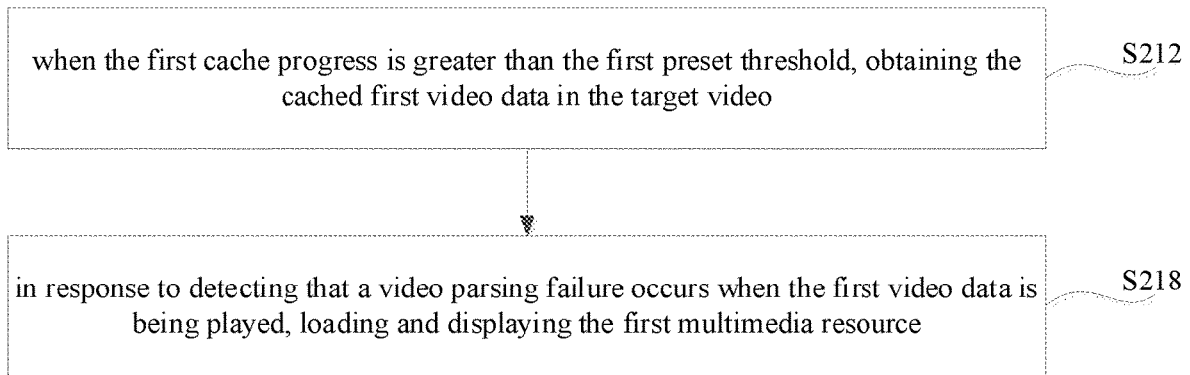 when the first cache progress is greater than the first preset threshold, obtaining the
cached first video data in the target video
S212
in response to detecting that a video parsing failure occurs when the first video data is
being played, loading and displaying the first multimedia resource
S218